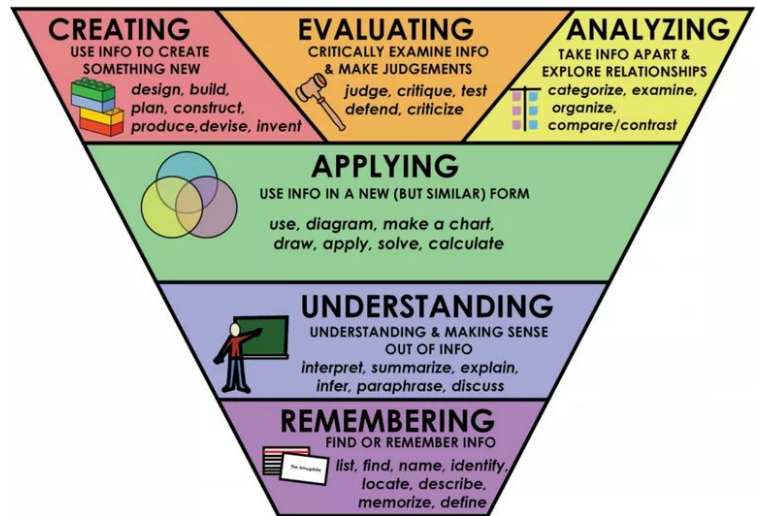 CREATING
USE INFO TO CREATE
SOMETHING NEW
design, build,
plan, construct,
produce,devise, invent
EVALUATING
CRITICALLY EXAMINE INFO
& MAKE JUDGEMENTS
judge, critique, test
defend, criticize
ANALYZING
TAKE INFO APART &
EXPLORE RELATIONSHIPS
categorize, examine,
organize,
compare/contrast
APPLYING
USE INFO IN A NEW (BUT SIMILAR) FORM
use, diagram, make a chart,
draw, apply, solve, calculate
UNDERSTANDING
UNDERSTANDING & MAKING SENSE
OUT OF INFO
interpret, summarize, explain,
infer, paraphrase, discuss
REMEMBERING
FIND OR REMEMBER INFO
The Amygdala
list, find, name, identify,
locate, describe,
memorize, define